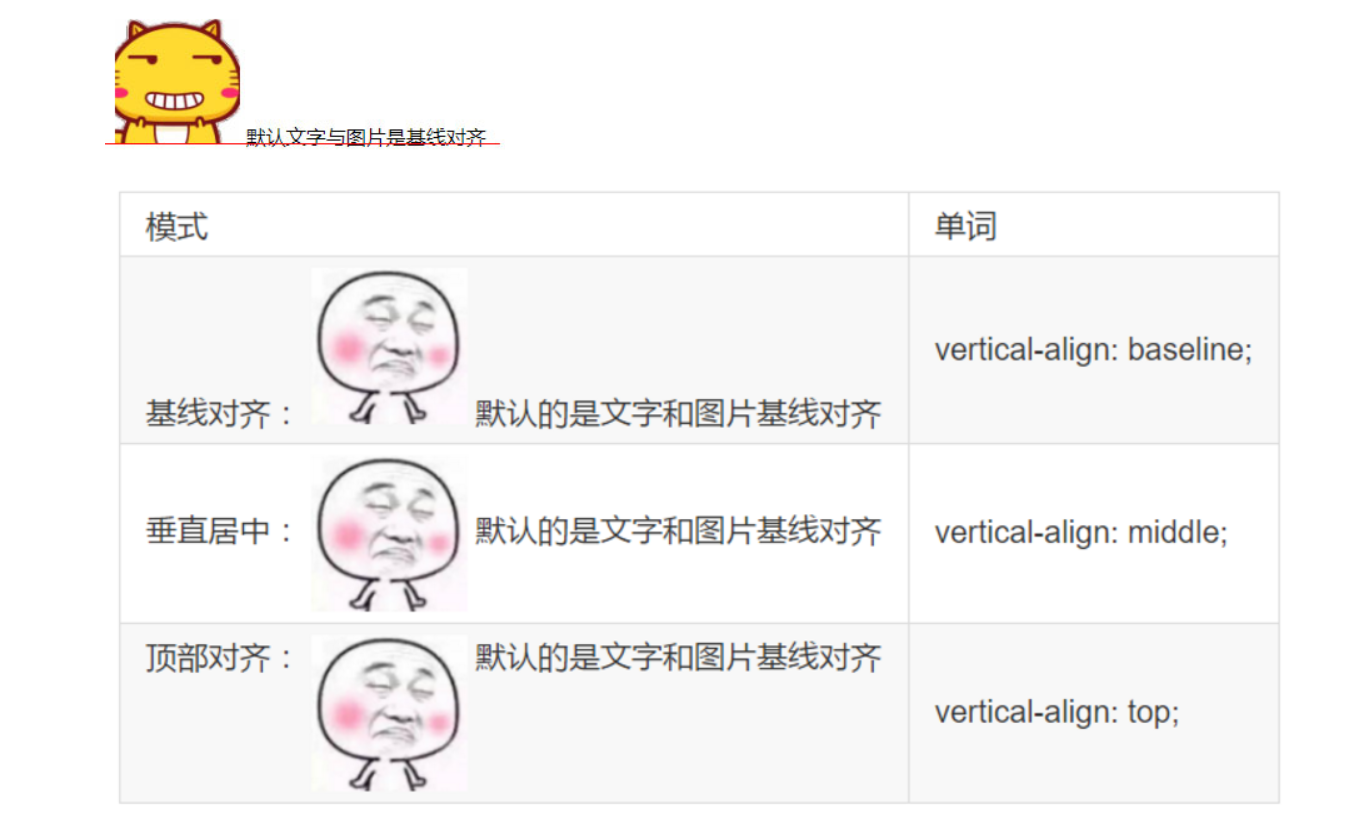 默认文字与图片是基线对齐
模式 单词
基线对齐： 默认的是文字和图片基线对齐 vertical-align: baseline;
垂直居中： 默认的是文字和图片基线对齐 vertical-align: middle;
顶部对齐： 默认的是文字和图片基线对齐 vertical-align: top;